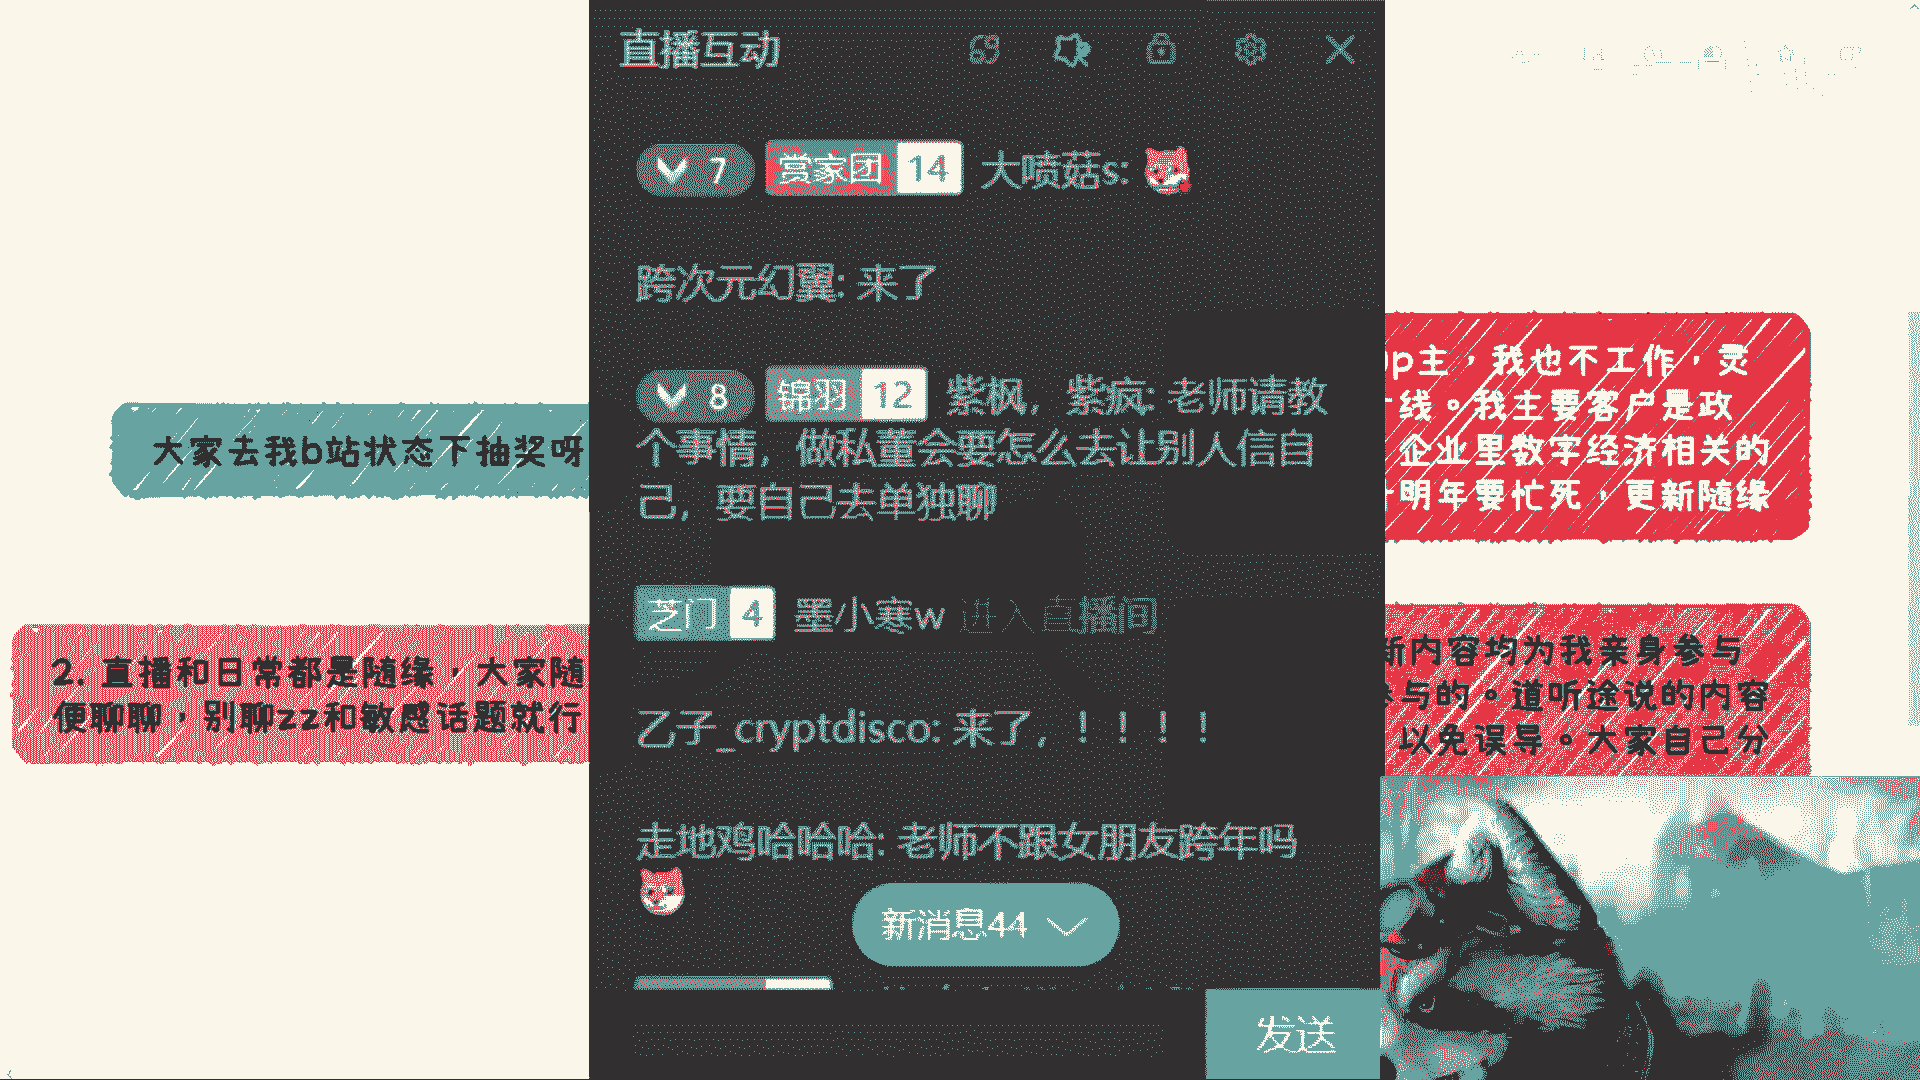 直播互动
7 赏家团 14 大喷菇s:
跨次元幻翼: 来了
8 锦羽 12 紫枫，紫疯: 老师请教
个事情，做私董会要怎么去让别人信自
己，要自己去单独聊
芝门 4 墨小寒w 进入直播间
乙子_cryptdisco: 来了，！！！！
走地鸡哈哈哈: 老师不跟女朋友跨年吗
新消息44
发送
大家去我b站状态下抽奖呀
2. 直播和日常都是随缘，大家随
便聊聊，别聊zz和敏感话题就行
p主，我也不工作，灵
线。我主要客户是政
企业里数字经济相关的
明年要忙死，更新随缘
新内容均为我亲身参与
参与的。道听途说的内容
以免误导。大家自己分